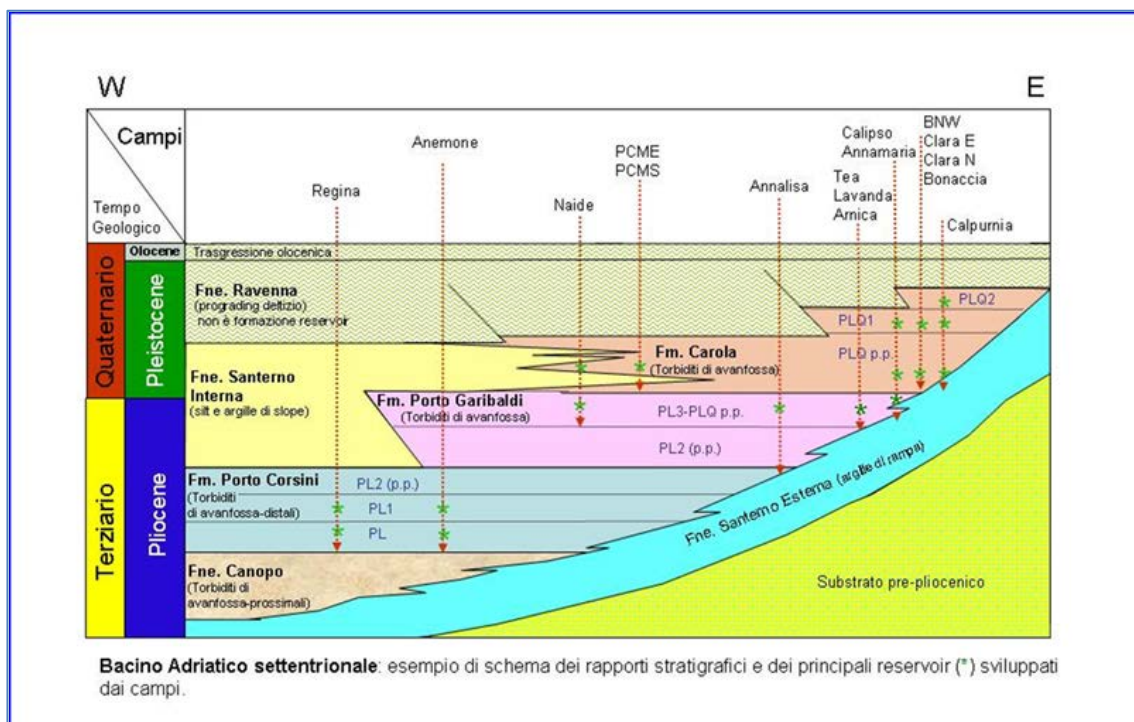 W
E
Campi
Tempo
Geologico
Regina
Anemone
Naide
PCME
PCMS
Annalisa
Calipso
Annamaria
Tea
Lavanda
Arnica
BNW
Clara E
Clara N
Bonaccia
Calpurnia
Quaternario
Olocene
Pleistocene
Terziario
Pliocene
Trasgressione olocenica
Fne. Ravenna
(prograding deltizio)
non è formazione reservoir
PLQ2
PLQ1
PLQ p.p.
Fm. Carola
(Torbiditi di avanfossa)
Fne. Santerno
Interna
(silt e argille di slope)
Fm. Porto Garibaldi
(Torbiditi di avanfossa)
PL3-PLQ p.p.
PL2 (p.p.)
Fm. Porto Corsini
(Torbiditi
di avanfossa-distali)
PL2 (p.p.)
PL1
PL
Fne. Canopo
(Torbiditi di
avanfossa-prossimali)
Fne. Santerno Esterna (argille di rampa)
Substrato pre-pliocenico
Bacino Adriatico settentrionale: esempio di schema dei rapporti stratigrafici e dei principali reservoir (*) sviluppati
dai campi.